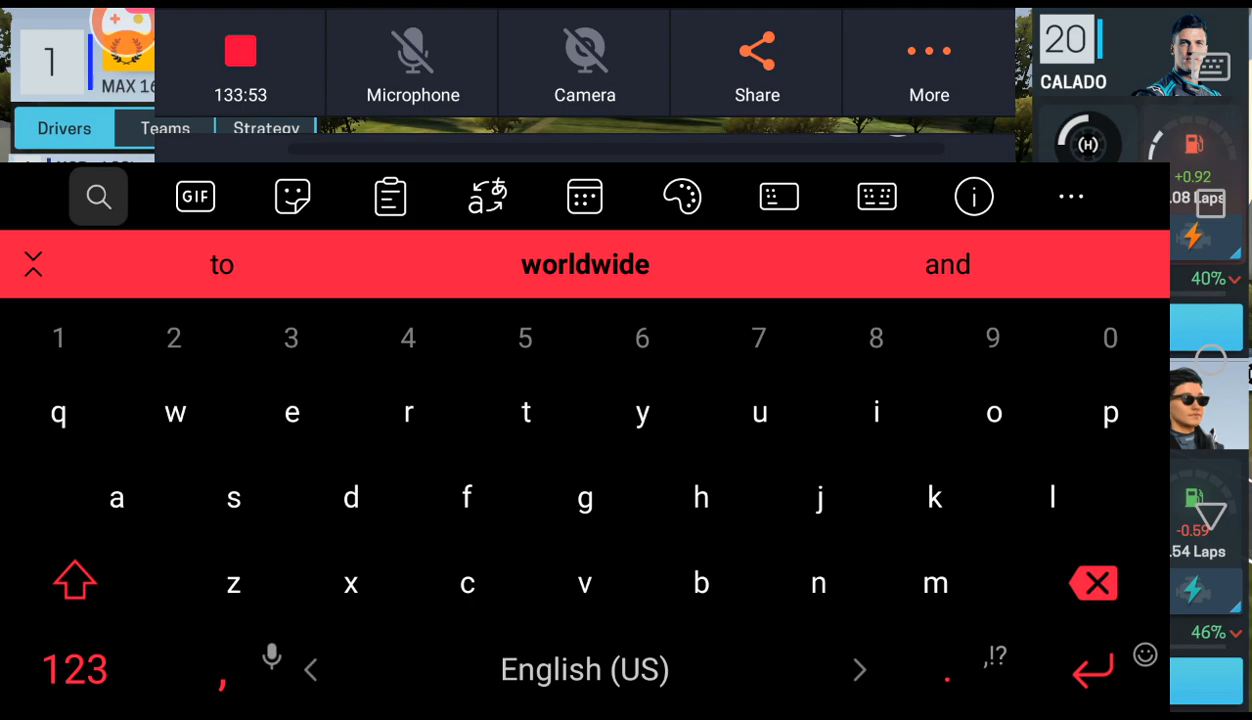 1
MAX 16
133:53
Microphone
Camera
Share
More
20
CALADO
Drivers
Teams
Strategy
(H)
+0.92
.08 Laps
GIF
to
worldwide
and
40%
1 2 3 4 5 6 7 8 9 0
q w e r t y u i o p
a s d f g h j k l
-0.59
.54 Laps
z x c v b n m
46%
123
,
English (US)
.
,!?